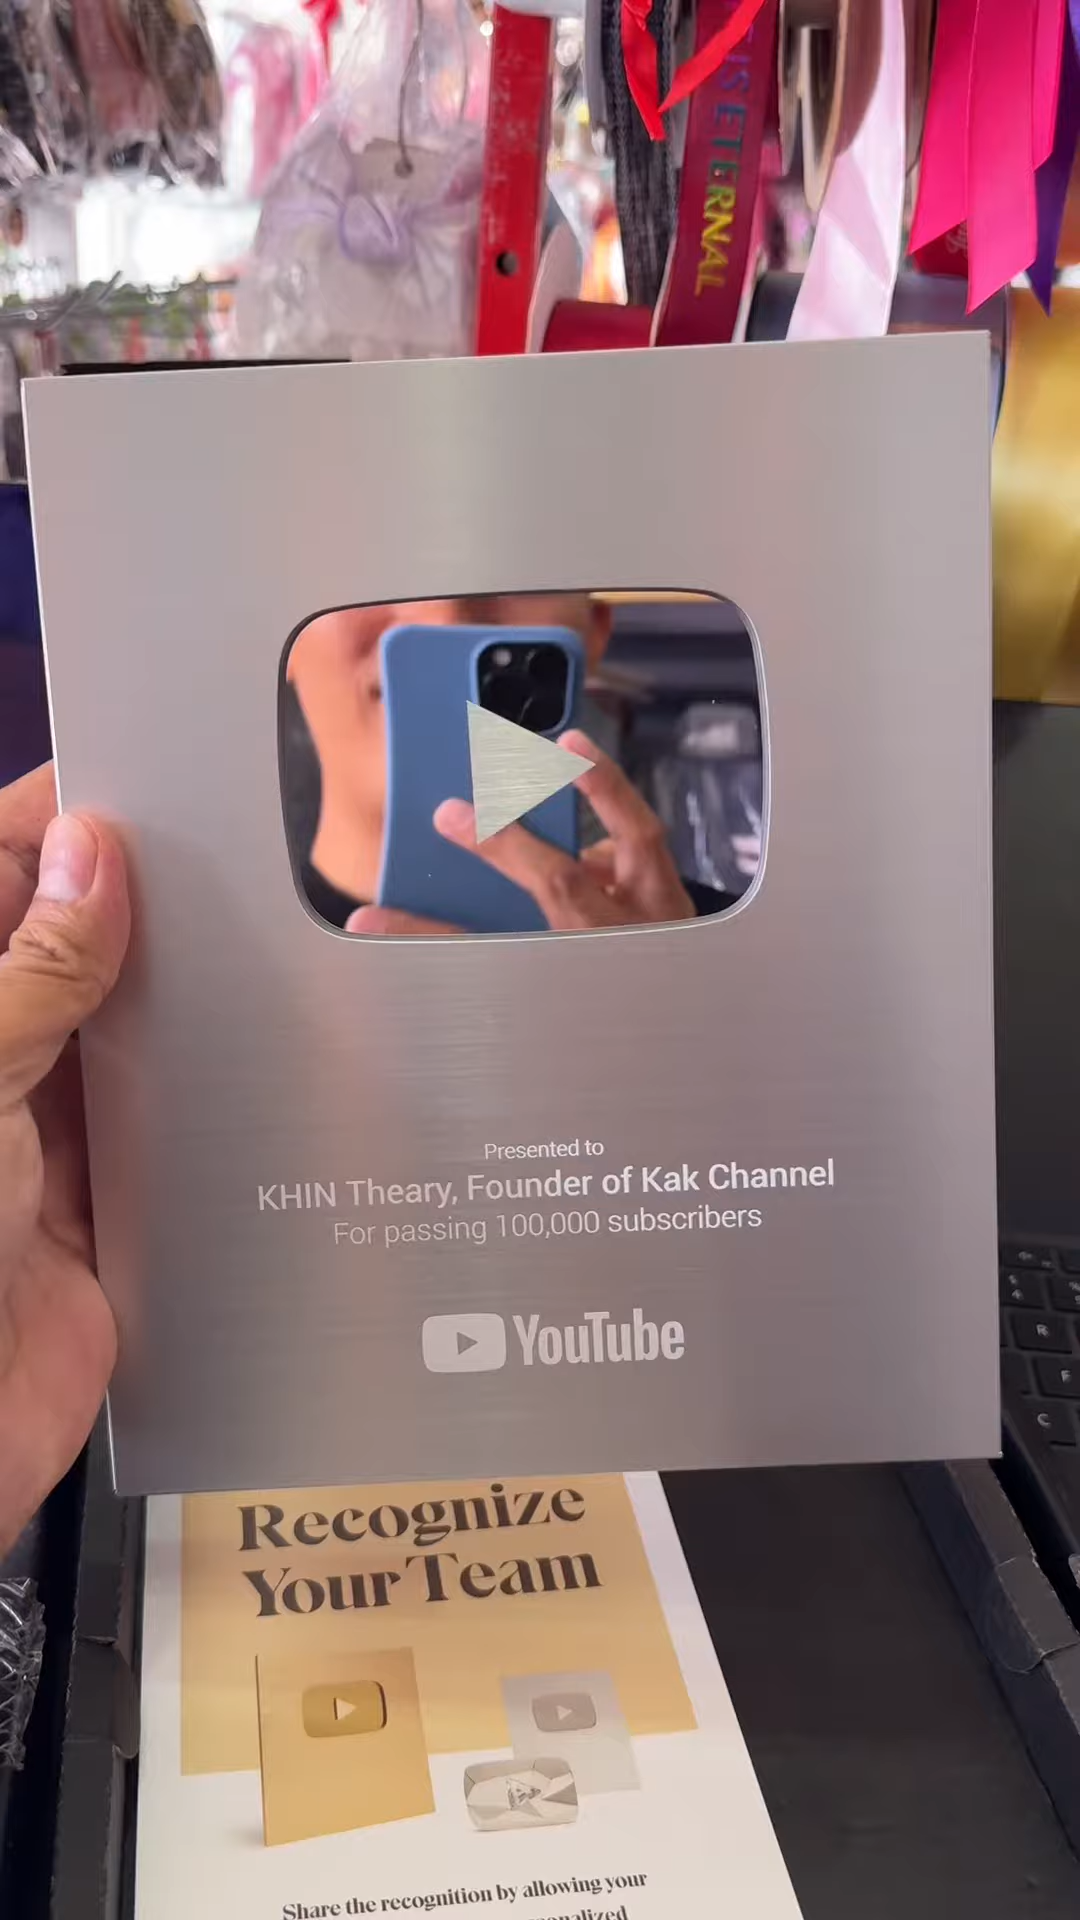 ISETERNAL
Presented to
KHIN Theary, Founder of Kak Channel
For passing 100,000 subscribers
YouTube
R
F
C
Recognize
Your Team
Share the recognition by allowing your